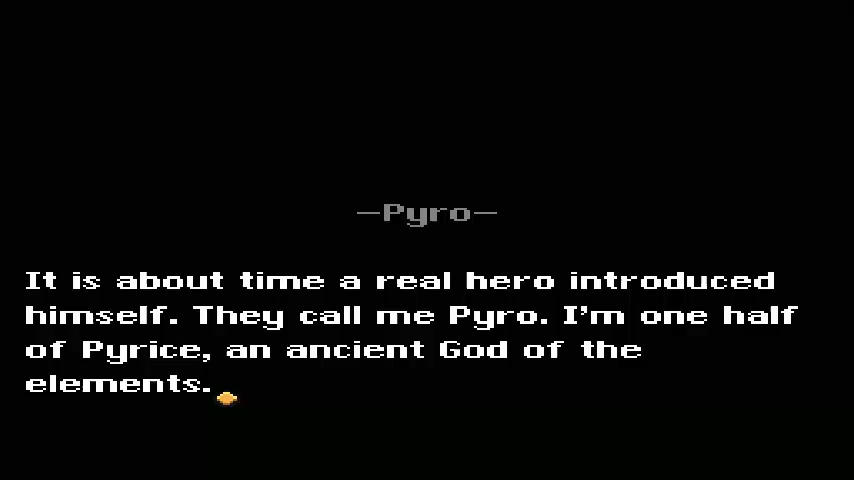 —Pyro—
It is about time a real hero introduced
himself. They call me Pyro. I'm one half
of Pyrice, an ancient God of the
elements.